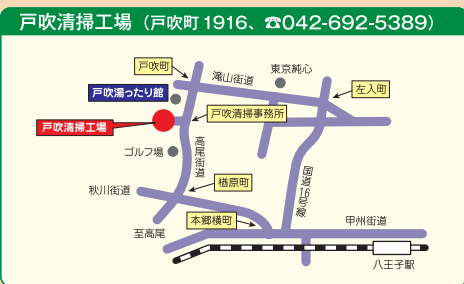 戸吹清掃工場（戸吹町1916、☎042-692-5389）
戸吹町
滝山街道
東京純心
左入町
戸吹湯ったり館
戸吹清掃事務所
戸吹清掃工場
高尾街道
ゴルフ場
国道16号線
楢原町
秋川街道
本郷横町
甲州街道
至高尾
八王子駅